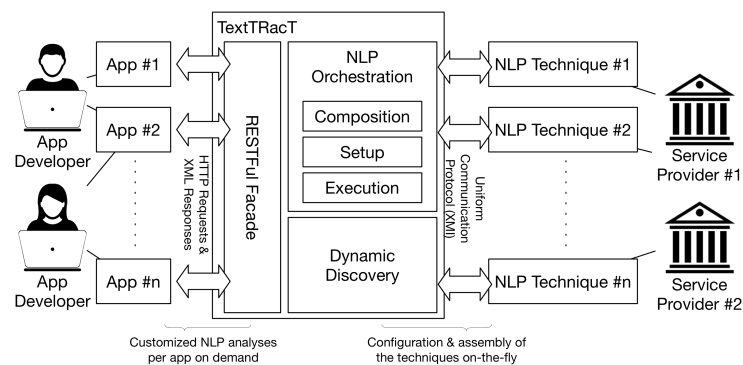 TextTRacT
App #1
App #2
App #n
App
Developer
App
Developer
HTTP Requests &
XML Responses
RESTFul Facade
NLP
Orchestration
Composition
Setup
Execution
Dynamic
Discovery
Uniform
Communication
Protocol (XMI)
NLP Technique #1
NLP Technique #2
NLP Technique #n
Service
Provider #1
Service
Provider #2
Customized NLP analyses
per app on demand
Configuration & assembly of
the techniques on-the-fly